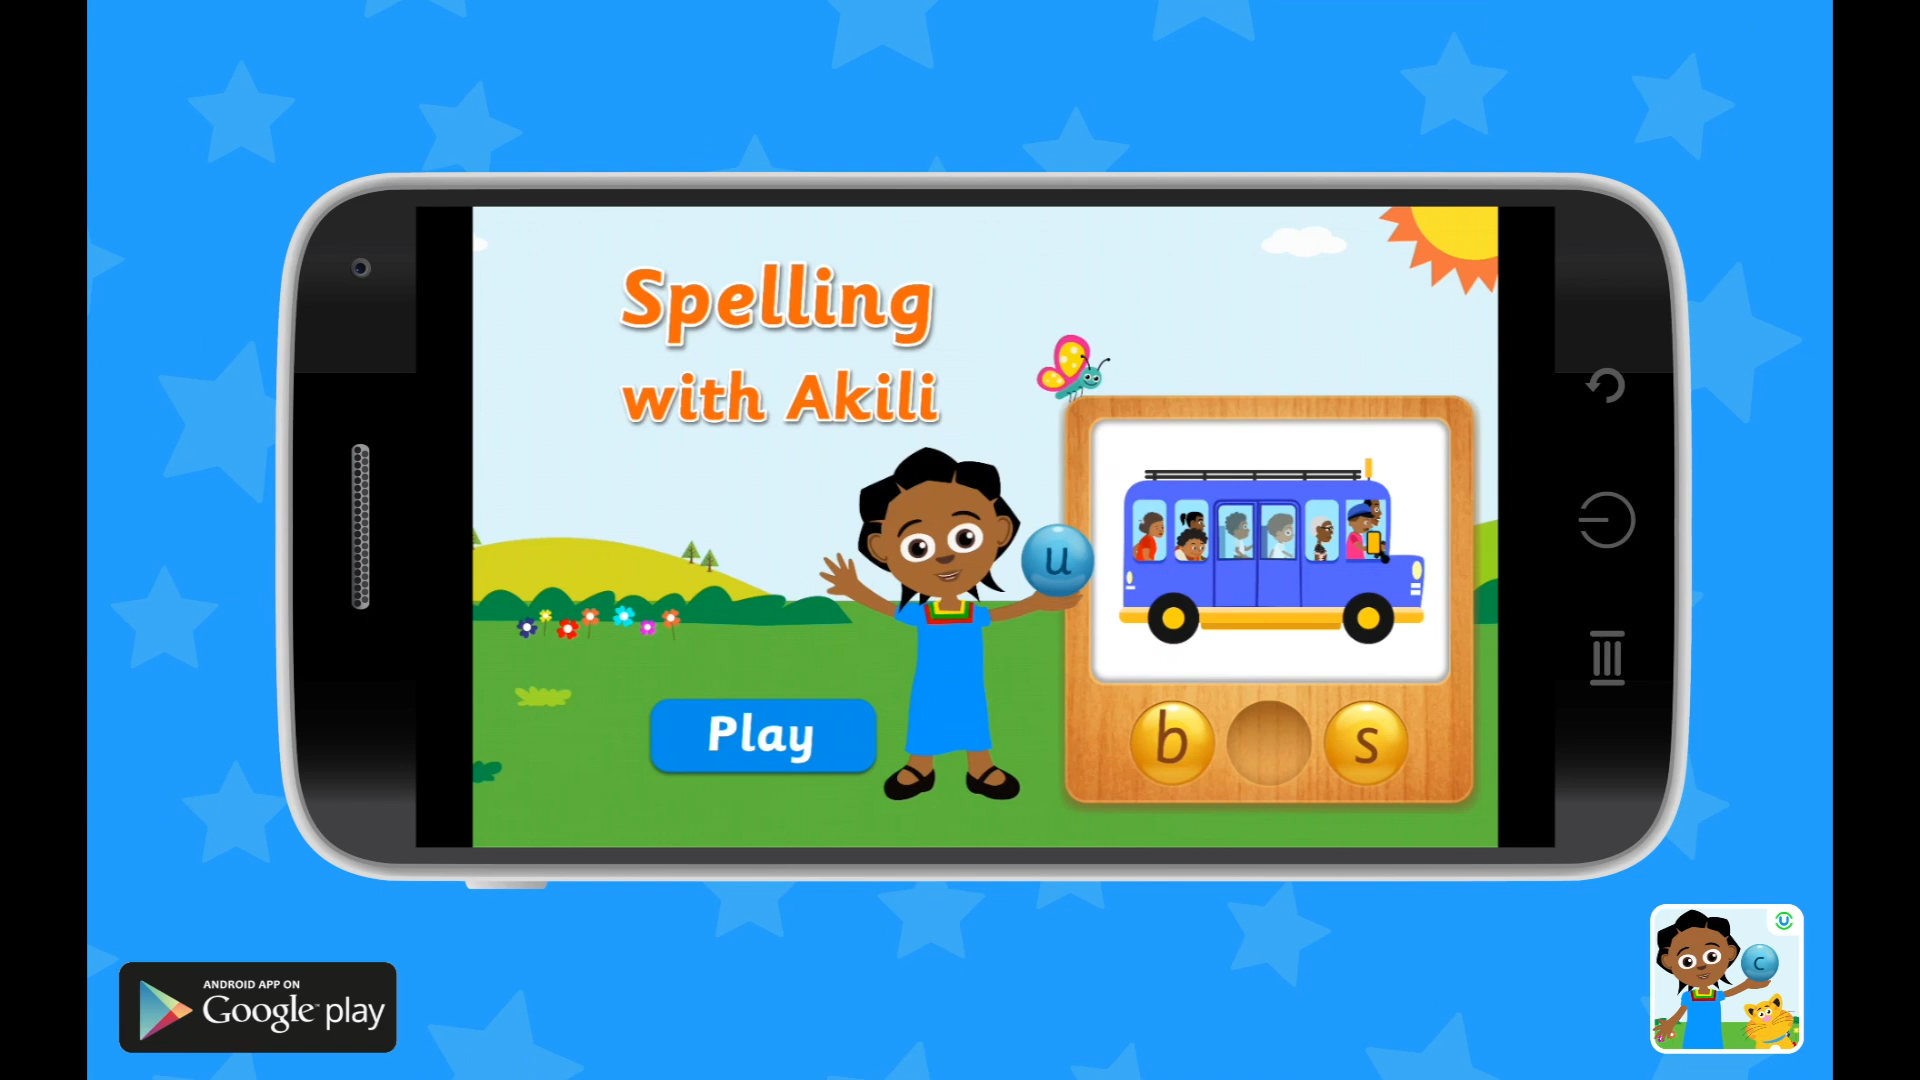 Spelling
with Akili
u
Play
b s
ANDROID APP ON
Google play
c